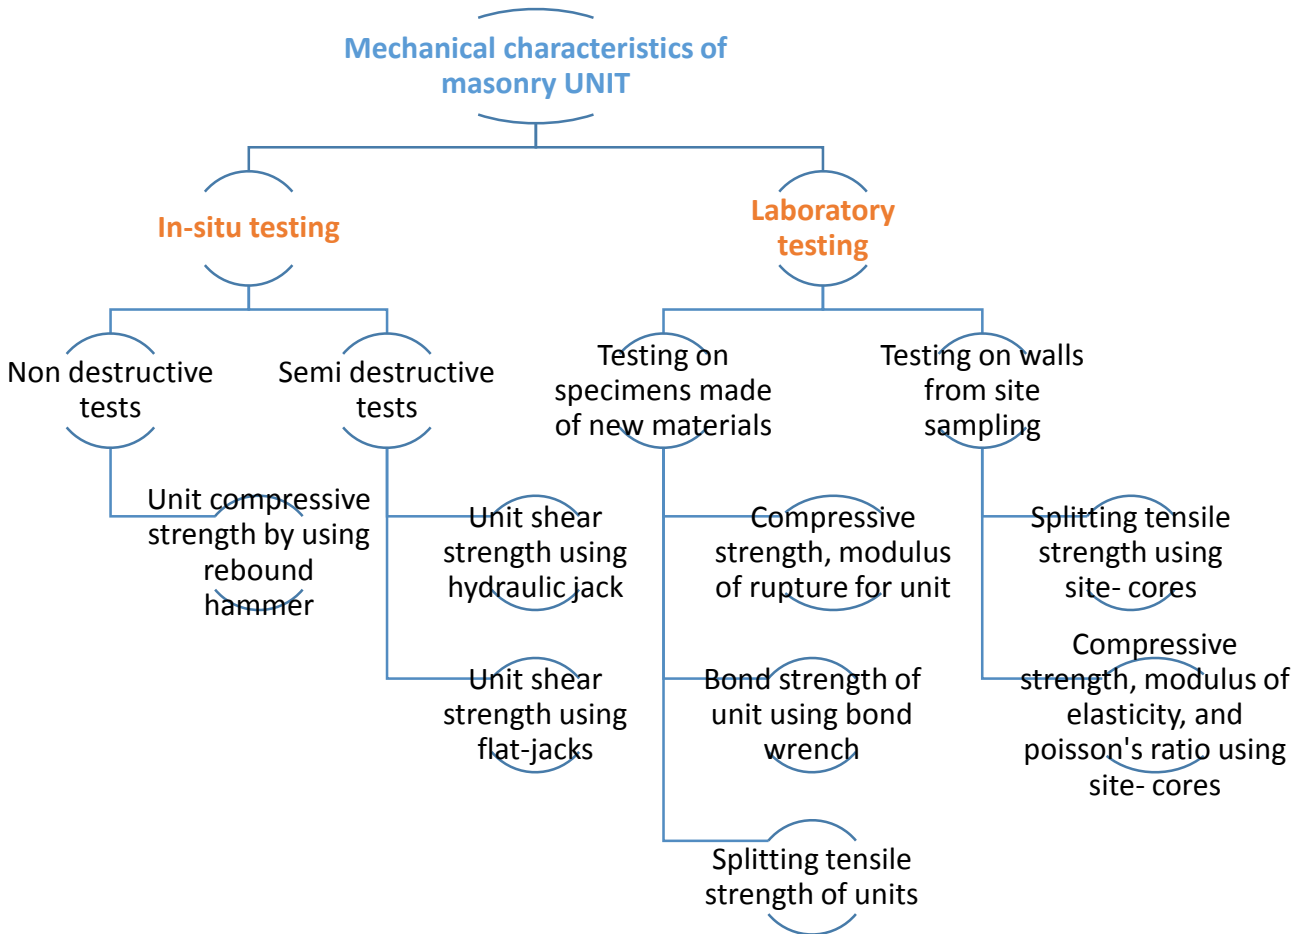 Mechanical characteristics of
masonry UNIT
In-situ testing
Laboratory
testing
Non destructive
tests
Semi destructive
tests
Testing on
specimens made
of new materials
Testing on walls
from site
sampling
Unit compressive
strength by using
rebound
hammer
Unit shear
strength using
hydraulic jack
Unit shear
strength using
flat-jacks
Compressive
strength, modulus
of rupture for unit
Bond strength of
unit using bond
wrench
Splitting tensile
strength of units
Splitting tensile
strength using
site- cores
Compressive
strength, modulus of
elasticity, and
poisson's ratio using
site- cores